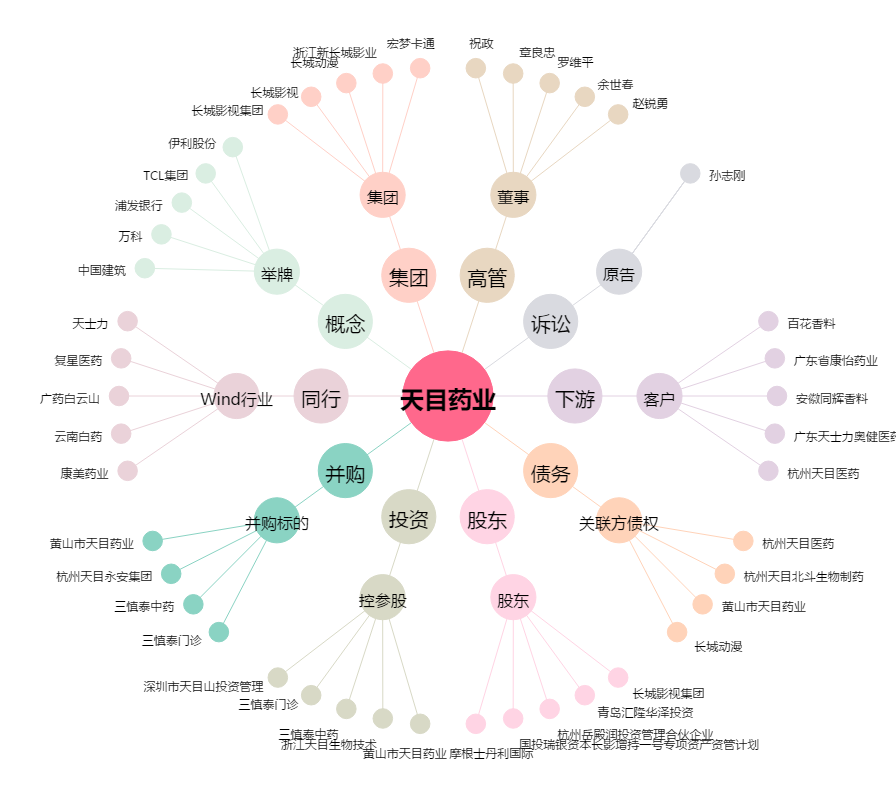 宏梦卡通
祝政
浙江新长城影业
章良忠
长城动漫
罗维平
长城影视
余世春
长城影视集团
赵锐勇
伊利股份
TCL集团
孙志刚
浦发银行
集团
董事
万科
中国建筑
举牌
集团
高管
原告
天士力
概念
诉讼
百花香料
复星医药
广东省康怡药业
广药白云山
Wind行业
同行
天目药业
下游
客户
安徽同辉香料
云南白药
广东天士力奥健医药
康美药业
并购
债务
杭州天目医药
并购标的
投资
股东
关联方债权
黄山市天目药业
杭州天目医药
杭州天目永安集团
杭州天目北斗生物制药
三慎泰中药
控参股
股东
黄山市天目药业
三慎泰门诊
长城动漫
深圳市天目山投资管理
长城影视集团
三慎泰门诊
青岛汇隆华泽投资
三慎泰中药
杭州岳殿润投资管理合伙企业
浙江天目生物技术
国投瑞银资本长影增持一号专项资产资管计划
黄山市天目药业
摩根士丹利国际